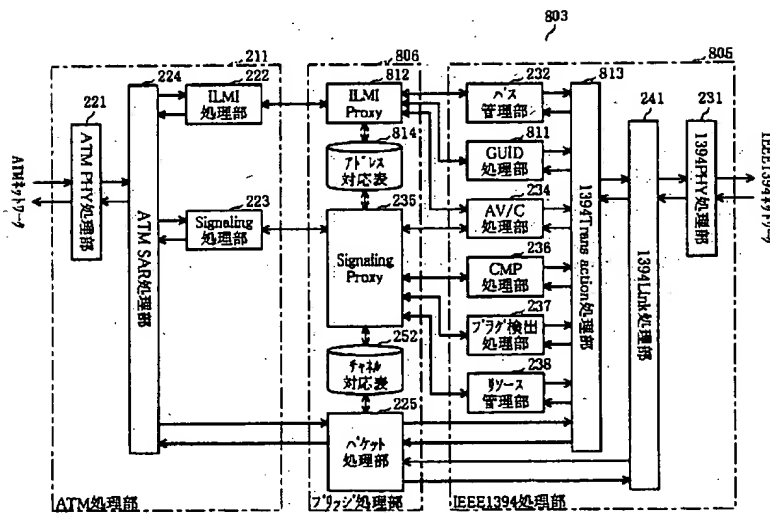 803
211
806
805
224
222
812
232
813
ILMI
処理部
ILMI
Proxy
バス
管理部
241
221
231
814
811
ATM PHY処理部
アドレス
対応表
GUID
処理部
1394PHY処理部
ATMネットワーク
IEEE1394ネットワーク
223
235
234
Signaling
処理部
AV/C
処理部
ATM SAR処理部
Signaling
Proxy
236
CMP
処理部
1394Transaction処理部
1394Link処理部
237
プラグ検出
処理部
252
チャネル
対応表
238
リソース
管理部
225
パケット
処理部
ATM処理部
ブリッジ処理部
IEEE1394処理部